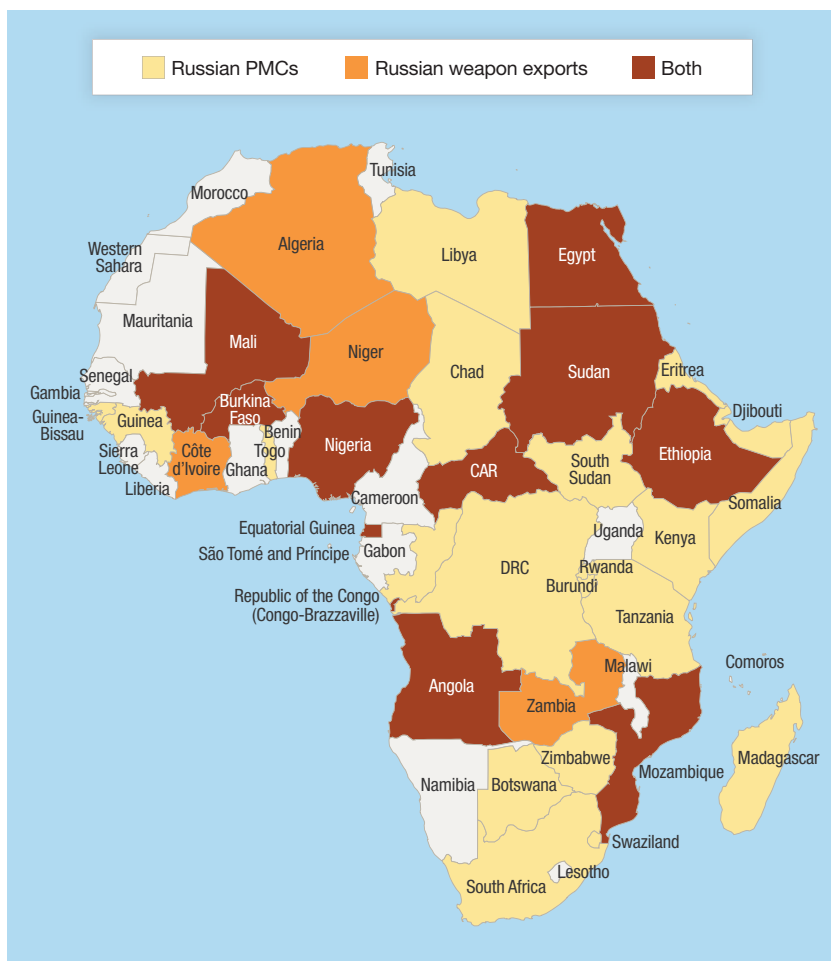 Russian PMCs
Russian weapon exports
Both
Tunisia
Morocco
Algeria
Libya
Egypt
Western
Sahara
Mauritania
Mali
Niger
Chad
Sudan
Eritrea
Senegal
Gambia
Guinea-
Bissau
Guinea
Burkina
Faso
Djibouti
Sierra
Leone
Liberia
Côte
d'Ivoire
Ghana
Togo
Benin
Nigeria
CAR
South
Sudan
Ethiopia
Somalia
Cameroon
Equatorial Guinea
São Tomé and Príncipe
Gabon
Uganda
Kenya
Republic of the Congo
(Congo-Brazzaville)
DRC
Rwanda
Burundi
Tanzania
Comoros
Angola
Zambia
Malawi
Namibia
Botswana
Zimbabwe
Mozambique
Madagascar
Swaziland
Lesotho
South Africa